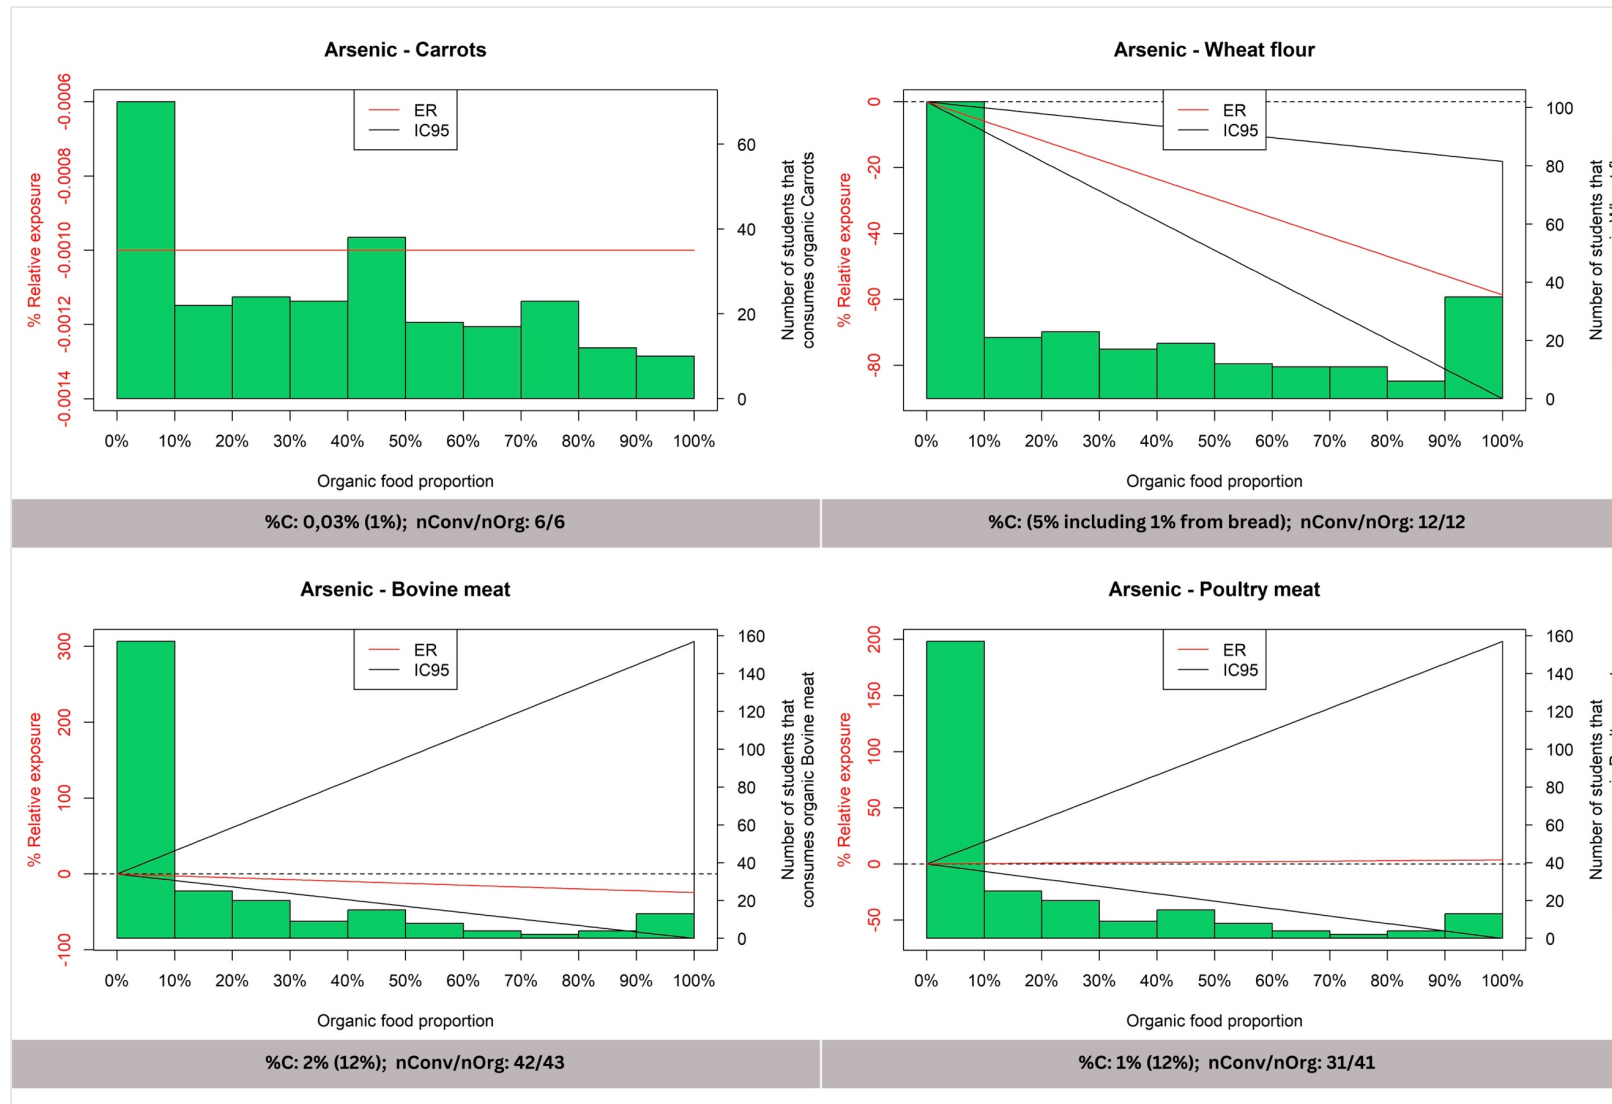 Arsenic - Carrots
ER
IC95
% Relative exposure
-0.0006
-0.0008
-0.0010
-0.0012
-0.0014
60
40
20
0
Number of students that
consumes organic Carrots
0% 10% 20% 30% 40% 50% 60% 70% 80% 90% 100%
Organic food proportion
%C: 0,03% (1%); nConv/nOrg: 6/6
Arsenic - Wheat flour
ER
IC95
% Relative exposure
0
-20
-40
-60
-80
100
80
60
40
20
0
Number of students that
0% 10% 20% 30% 40% 50% 60% 70% 80% 90% 100%
Organic food proportion
%C: (5% including 1% from bread); nConv/nOrg: 12/12
Arsenic - Bovine meat
ER
IC95
% Relative exposure
300
200
100
0
-100
160
140
120
100
80
60
40
20
0
Number of students that
consumes organic Bovine meat
0% 10% 20% 30% 40% 50% 60% 70% 80% 90% 100%
Organic food proportion
%C: 2% (12%); nConv/nOrg: 42/43
Arsenic - Poultry meat
ER
IC95
% Relative exposure
200
150
100
50
0
-50
160
140
120
100
80
60
40
20
0
Number of students that
0% 10% 20% 30% 40% 50% 60% 70% 80% 90% 100%
Organic food proportion
%C: 1% (12%); nConv/nOrg: 31/41